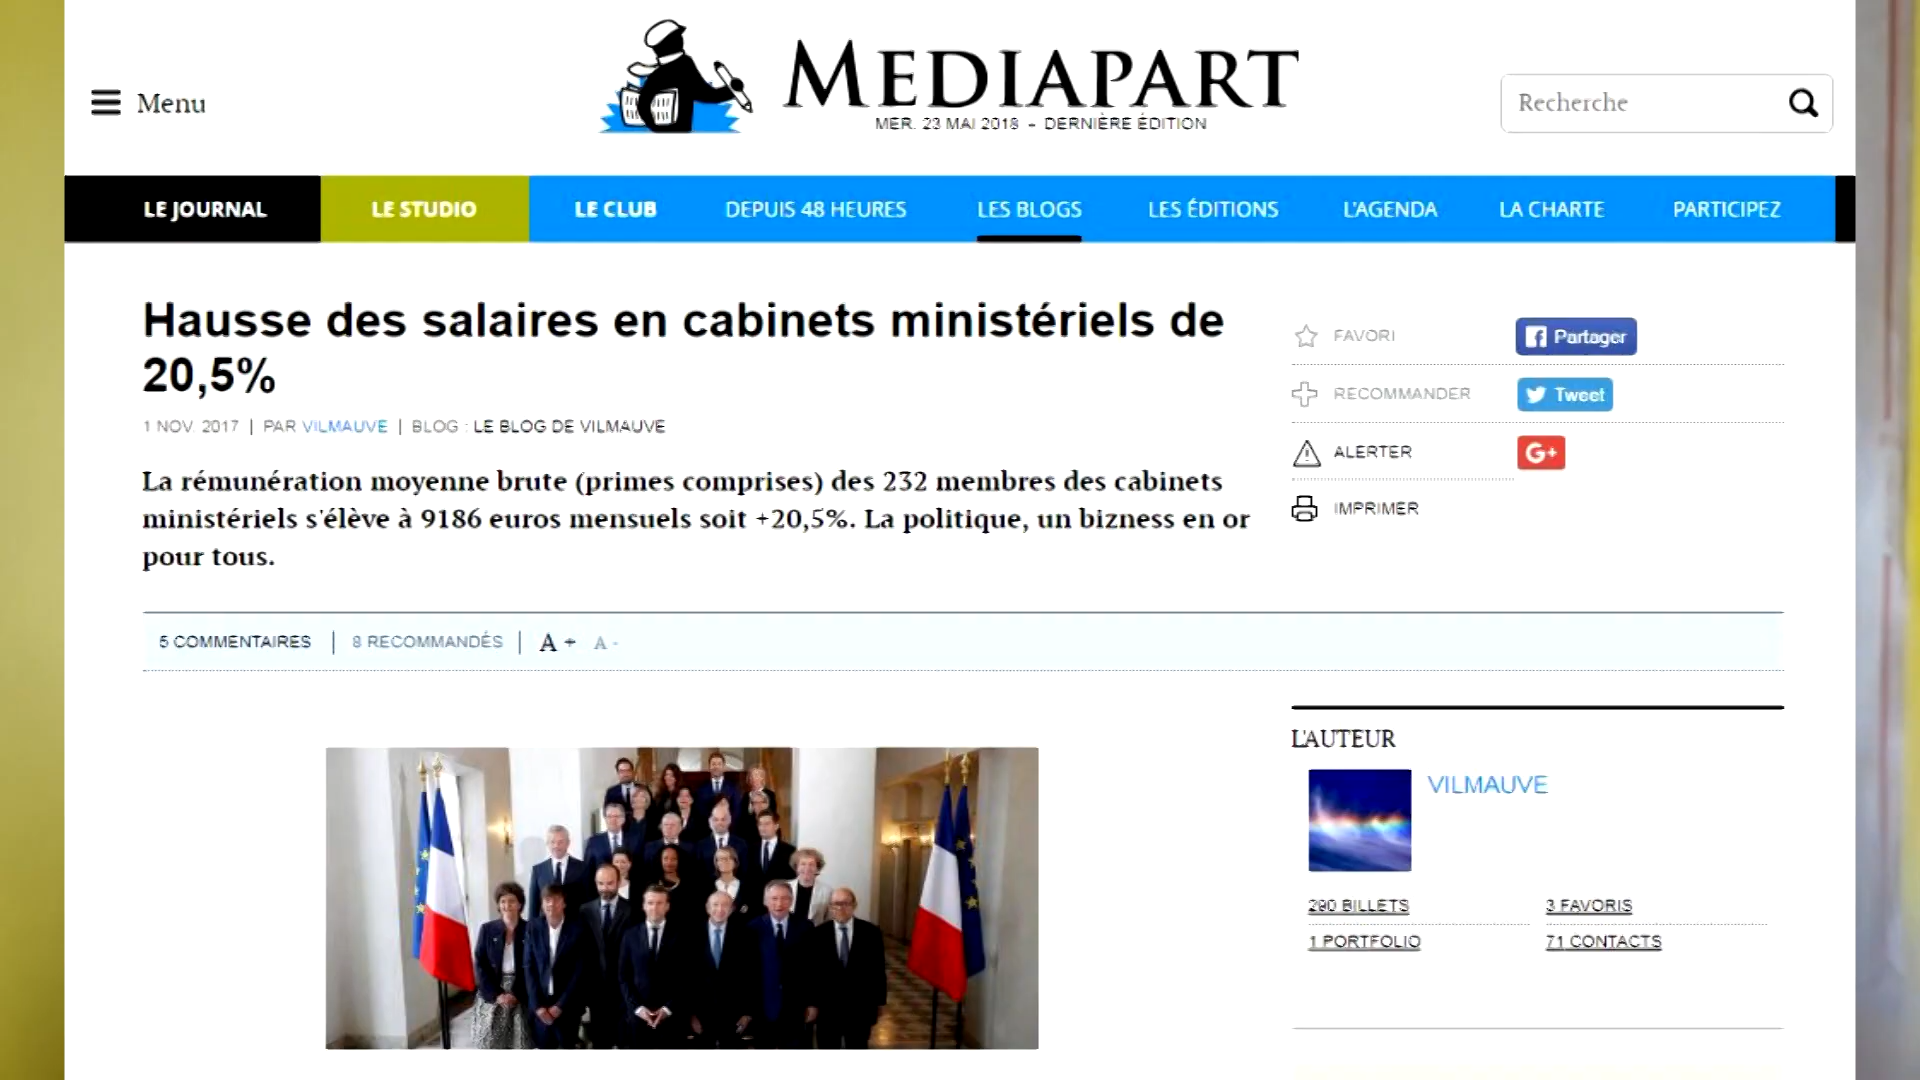 Menu
MEDIAPART
MER. 23 MAI 2018 – DERNIÈRE ÉDITION
Recherche
LE JOURNAL
LE STUDIO
LE CLUB
DEPUIS 48 HEURES
LES BLOGS
LES ÉDITIONS
L'AGENDA
LA CHARTE
PARTICIPEZ
Hausse des salaires en cabinets ministériels de
20,5%
1 NOV. 2017 | PAR VILMAUVE | BLOG : LE BLOG DE VILMAUVE
La rémunération moyenne brute (primes comprises) des 232 membres des cabinets
ministériels s'élève à 9186 euros mensuels soit +20,5%. La politique, un bizness en or
pour tous.
FAVORI
Partager
RECOMMANDER
Tweet
ALERTER
G+
IMPRIMER
5 COMMENTAIRES | 8 RECOMMANDÉS | A + A -
L'AUTEUR
VILMAUVE
290 BILLETS
3 FAVORIS
1 PORTFOLIO
71 CONTACTS